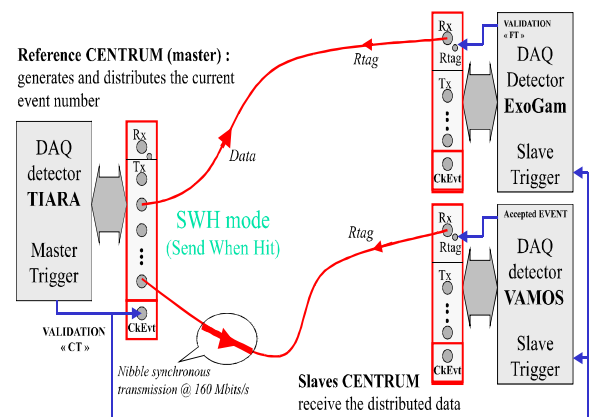 Reference CENTRUM (master) :
generates and distributes the current
event number
DAQ
detector
TIARA
Master
Trigger
VALIDATION
« CT »
Rx
Tx
CkEvt
Data
Rtag
SWH mode
(Send When Hit)
Nibble synchronous
transmission @ 160 Mbits/s
Rx
Rtag
Tx
CkEvt
VALIDATION
« FT »
DAQ
Detector
ExoGam
Slave
Trigger
Rtag
Rx
Rtag
Tx
CkEvt
Accepted EVENT
DAQ
detector
VAMOS
Slave
Trigger
Slaves CENTRUM
receive the distributed data